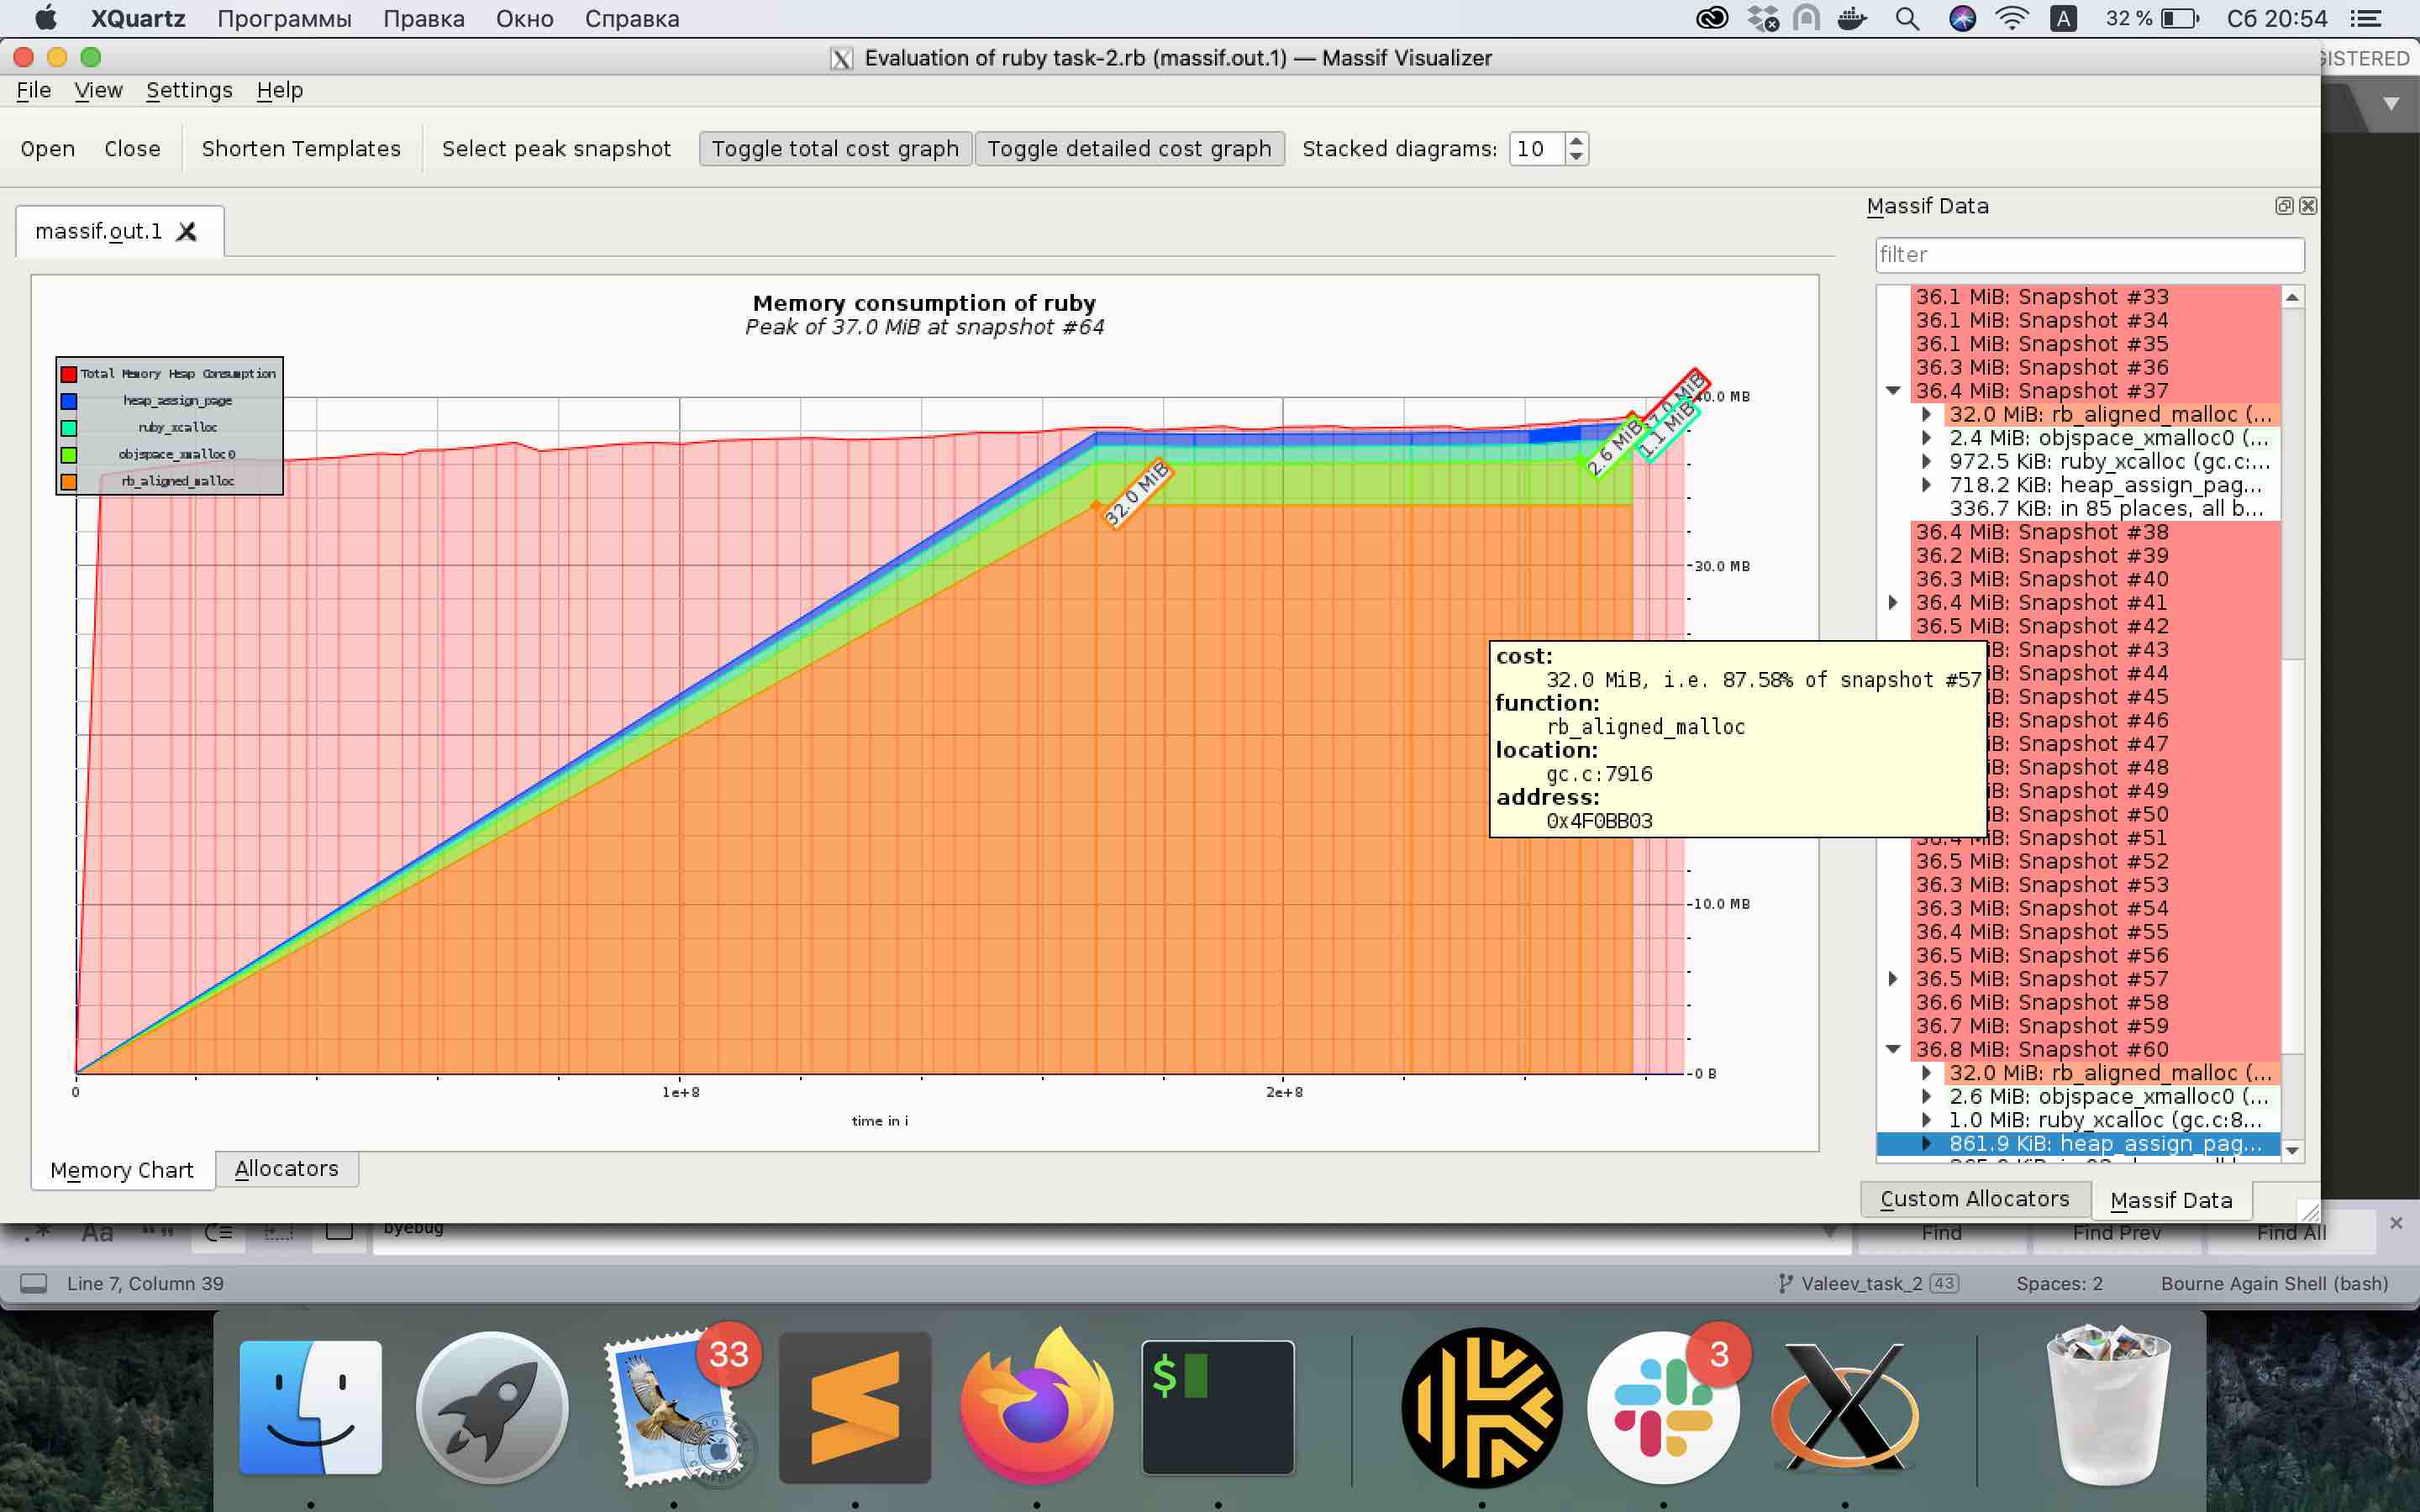 XQuartz Программы Правка Окно Справка A 32 % Сб 20:54
Evaluation of ruby task-2.rb (massif.out.1) — Massif Visualizer
ISTERED
File View Settings Help
Open Close Shorten Templates Select peak snapshot Toggle total cost graph Toggle detailed cost graph Stacked diagrams: 10
massif.out.1
Memory consumption of ruby
Peak of 37.0 MiB at snapshot #64
Total Memory Heap Consumption
heap_assign_page
ruby_xcalloc
objspace_xmalloc0
rb_aligned_malloc
32.0 MiB
2.6 MiB
7.0 MiB
1.1 MiB
40.0 MB
30.0 MB
10.0 MB
0 B
0 1e+8 2e+8
time in i
cost:
32.0 MiB, i.e. 87.58% of snapshot #57
function:
rb_aligned_malloc
location:
gc.c:7916
address:
0x4F0BB03
Memory Chart Allocators
Massif Data
filter
36.1 MiB: Snapshot #33
36.1 MiB: Snapshot #34
36.1 MiB: Snapshot #35
36.3 MiB: Snapshot #36
36.4 MiB: Snapshot #37
32.0 MiB: rb_aligned_malloc (...
2.4 MiB: objspace_xmalloc0 (...
972.5 KiB: ruby_xcalloc (gc.c:...
718.2 KiB: heap_assign_pag...
336.7 KiB: in 85 places, all b...
36.4 MiB: Snapshot #38
36.2 MiB: Snapshot #39
36.3 MiB: Snapshot #40
36.4 MiB: Snapshot #41
36.5 MiB: Snapshot #42
iB: Snapshot #43
iB: Snapshot #44
iB: Snapshot #45
iB: Snapshot #46
iB: Snapshot #47
iB: Snapshot #48
iB: Snapshot #49
iB: Snapshot #50
36.4 MiB: Snapshot #51
36.5 MiB: Snapshot #52
36.3 MiB: Snapshot #53
36.3 MiB: Snapshot #54
36.4 MiB: Snapshot #55
36.5 MiB: Snapshot #56
36.5 MiB: Snapshot #57
36.6 MiB: Snapshot #58
36.7 MiB: Snapshot #59
36.8 MiB: Snapshot #60
32.0 MiB: rb_aligned_malloc (...
2.6 MiB: objspace_xmalloc0 (...
1.0 MiB: ruby_xcalloc (gc.c:8...
861.9 KiB: heap_assign_pag...
Custom Allocators Massif Data
.* Aa “” byebug Find Find Prev Find All
Line 7, Column 39 Valeev_task_2 43 Spaces: 2 Bourne Again Shell (bash)
33 $ 3